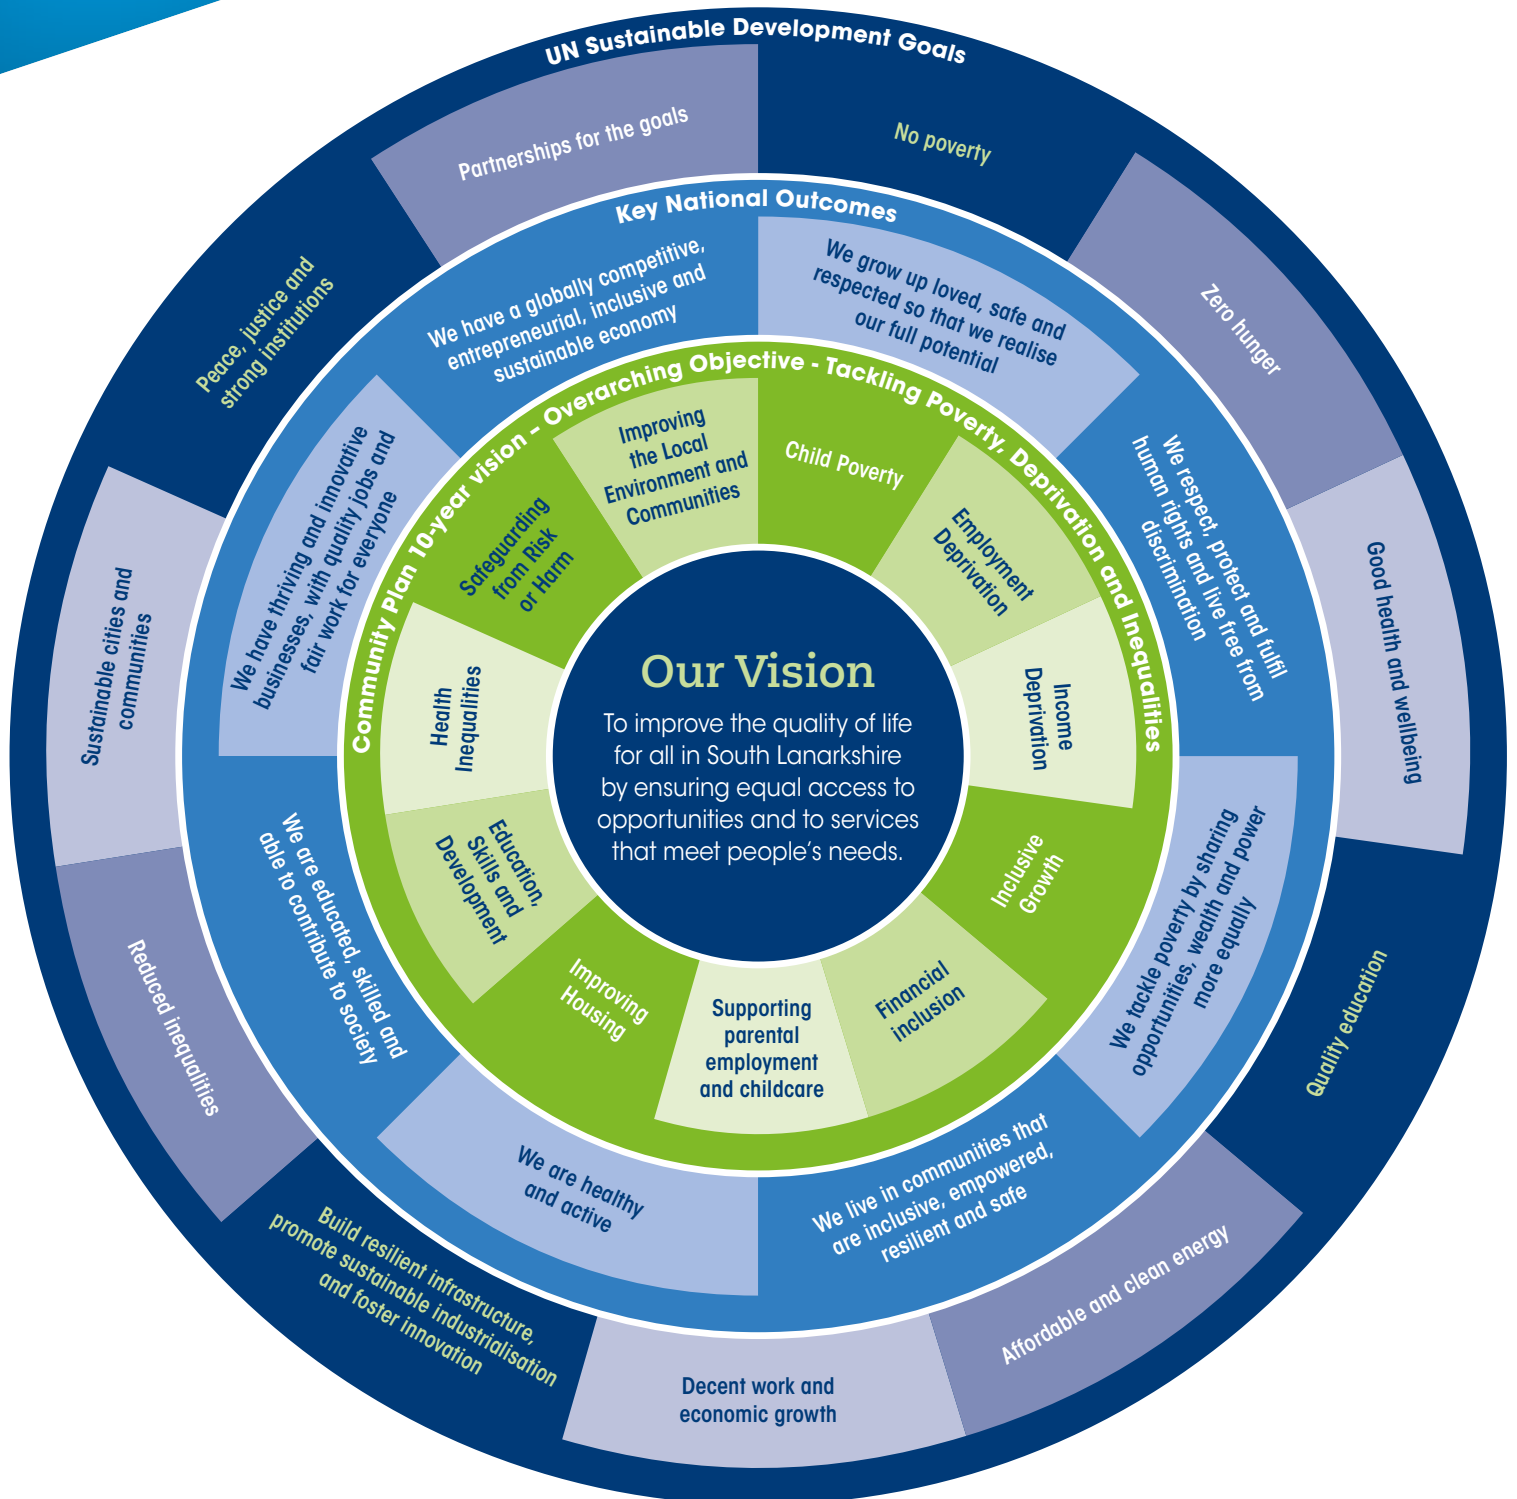 UN Sustainable Development Goals
No poverty
Zero hunger
Good health and wellbeing
Quality education
Affordable and clean energy
Decent work and
economic growth
Build resilient infrastructure,
promote sustainable industrialisation
and foster innovation
Reduced inequalities
Sustainable cities and
communities
Peace, justice and
strong institutions
Partnerships for the goals
Key National Outcomes
We grow up loved, safe and
respected so that we realise
our full potential
We respect, protect and fulfil
human rights and live free from
discrimination
We tackle poverty by sharing
opportunities, wealth and power
more equally
We live in communities that
are inclusive, empowered,
resilient and safe
We are healthy
and active
We are educated, skilled and
able to contribute to society
We have thriving and innovative
businesses, with quality jobs and
fair work for everyone
We have a globally competitive,
entrepreneurial, inclusive and
sustainable economy
Community Plan 10-year vision – Overarching Objective - Tackling Poverty, Deprivation and Inequalities
Child Poverty
Employment
Deprivation
Income
Deprivation
Inclusive
Growth
Financial
inclusion
Supporting
parental
employment
and childcare
Improving
Housing
Education,
Skills and
Development
Health
Inequalities
Safeguarding
from Risk
or Harm
Improving
the Local
Environment and
Communities
Our Vision
To improve the quality of life
for all in South Lanarkshire
by ensuring equal access to
opportunities and to services
that meet people's needs.